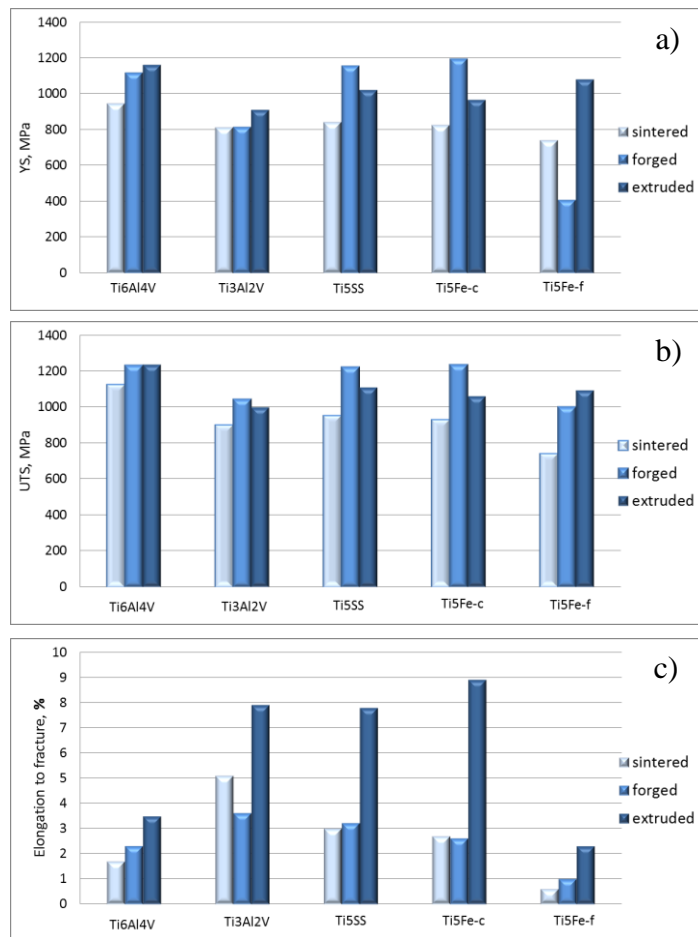 a)
YS, MPa
1400
1200
1000
800
600
400
200
0
Ti6Al4V Ti3Al2V Ti5SS Ti5Fe-c Ti5Fe-f
sintered
forged
extruded
b)
UTS, MPa
1400
1200
1000
800
600
400
200
0
Ti6Al4V Ti3Al2V Ti5SS Ti5Fe-c Ti5Fe-f
sintered
forged
extruded
c)
Elongation to fracture, %
10
9
8
7
6
5
4
3
2
1
0
Ti6Al4V Ti3Al2V Ti5SS Ti5Fe-c Ti5Fe-f
sintered
forged
extruded